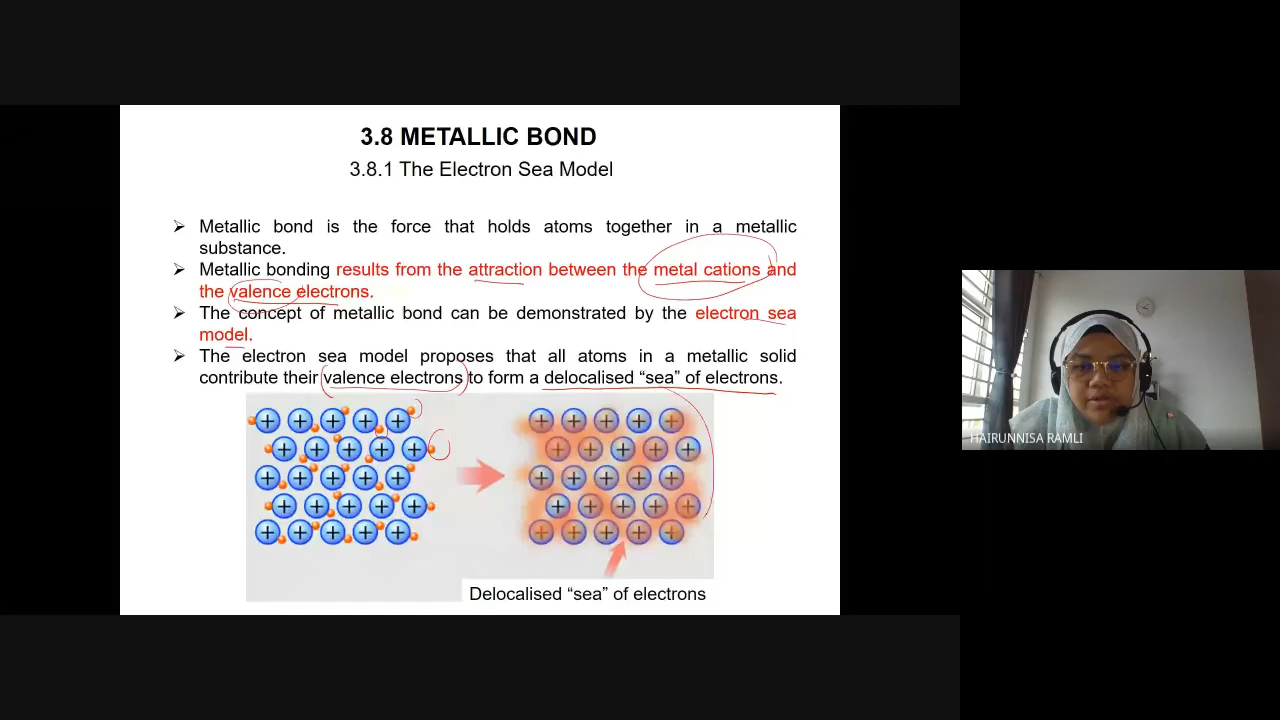 3.8 METALLIC BOND
3.8.1 The Electron Sea Model
➢ Metallic bond is the force that holds atoms together in a metallic
substance.
➢ Metallic bonding results from the attraction between the metal cations and
the valence electrons.
➢ The concept of metallic bond can be demonstrated by the electron sea
model.
➢ The electron sea model proposes that all atoms in a metallic solid
contribute their valence electrons to form a delocalised “sea” of electrons.
+ + + + + + + + + +
+ + + + + + + + + +
+ + + + + + + + + +
+ + + + + + + + + +
+ + + + + + + + + +
Delocalised “sea” of electrons
HAIRUNNISA RAMLI